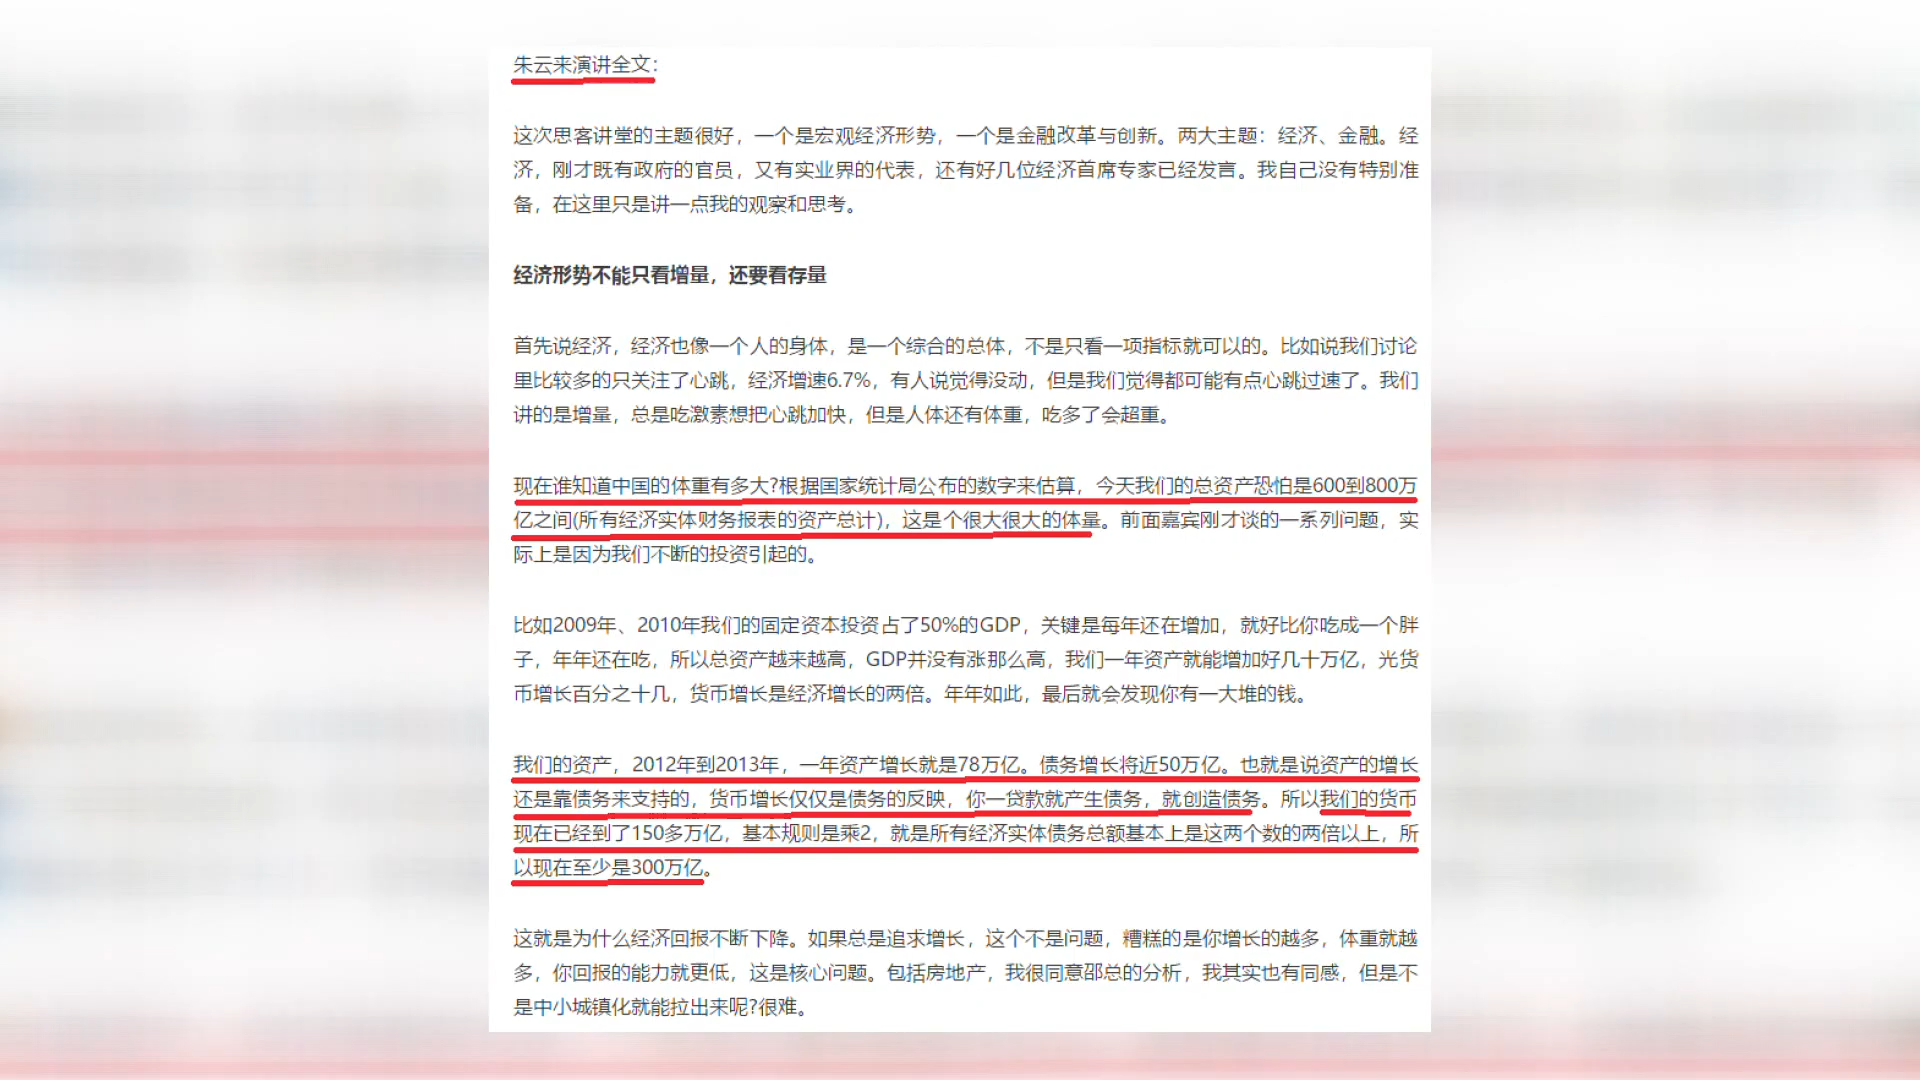 朱云来演讲全文：
这次思客讲堂的主题很好，一个是宏观经济形势，一个是金融改革与创新。两大主题：经济、金融。经
济，刚才既有政府的官员，又有实业界的代表，还有好几位经济首席专家已经发言。我自己没有特别准
备，在这里只是讲一点我的观察和思考。
经济形势不能只看增量，还要看存量
首先说经济，经济也像一个人的身体，是一个综合的总体，不是只看一项指标就可以的。比如说我们讨论
里比较多的只关注了心跳，经济增速6.7%，有人说觉得没动，但是我们觉得都可能有点心跳过速了。我们
讲的是增量，总是吃激素想把心跳加快，但是人体还有体重，吃多了会超重。
现在谁知道中国的体重有多大?根据国家统计局公布的数字来估算，今天我们的总资产恐怕是600到800万
亿之间(所有经济实体财务报表的资产总计)，这是个很大很大的体量。前面嘉宾刚才谈的一系列问题，实
际上是因为我们不断的投资引起的。
比如2009年、2010年我们的固定资本投资占了50%的GDP，关键是每年还在增加，就好比你吃成一个胖
子，年年还在吃，所以总资产越来越高，GDP并没有涨那么高，我们一年资产就能增加好几十万亿，光货
币增长百分之十几，货币增长是经济增长的两倍。年年如此，最后就会发现你有一大堆的钱。
我们的资产，2012年到2013年，一年资产增长就是78万亿。债务增长将近50万亿。也就是说资产的增长
还是靠债务来支持的，货币增长仅仅是债务的反映，你一贷款就产生债务，就创造债务。所以我们的货币
现在已经到了150多万亿，基本规则是乘2，就是所有经济实体债务总额基本上是这两个数的两倍以上，所
以现在至少是300万亿。
这就是为什么经济回报不断下降。如果总是追求增长，这个不是问题，糟糕的是你增长的越多，体重就越
多，你回报的能力就更低，这是核心问题。包括房地产，我很同意邵总的分析，我其实也有同感，但是不
是中小城镇化就能拉出来呢?很难。